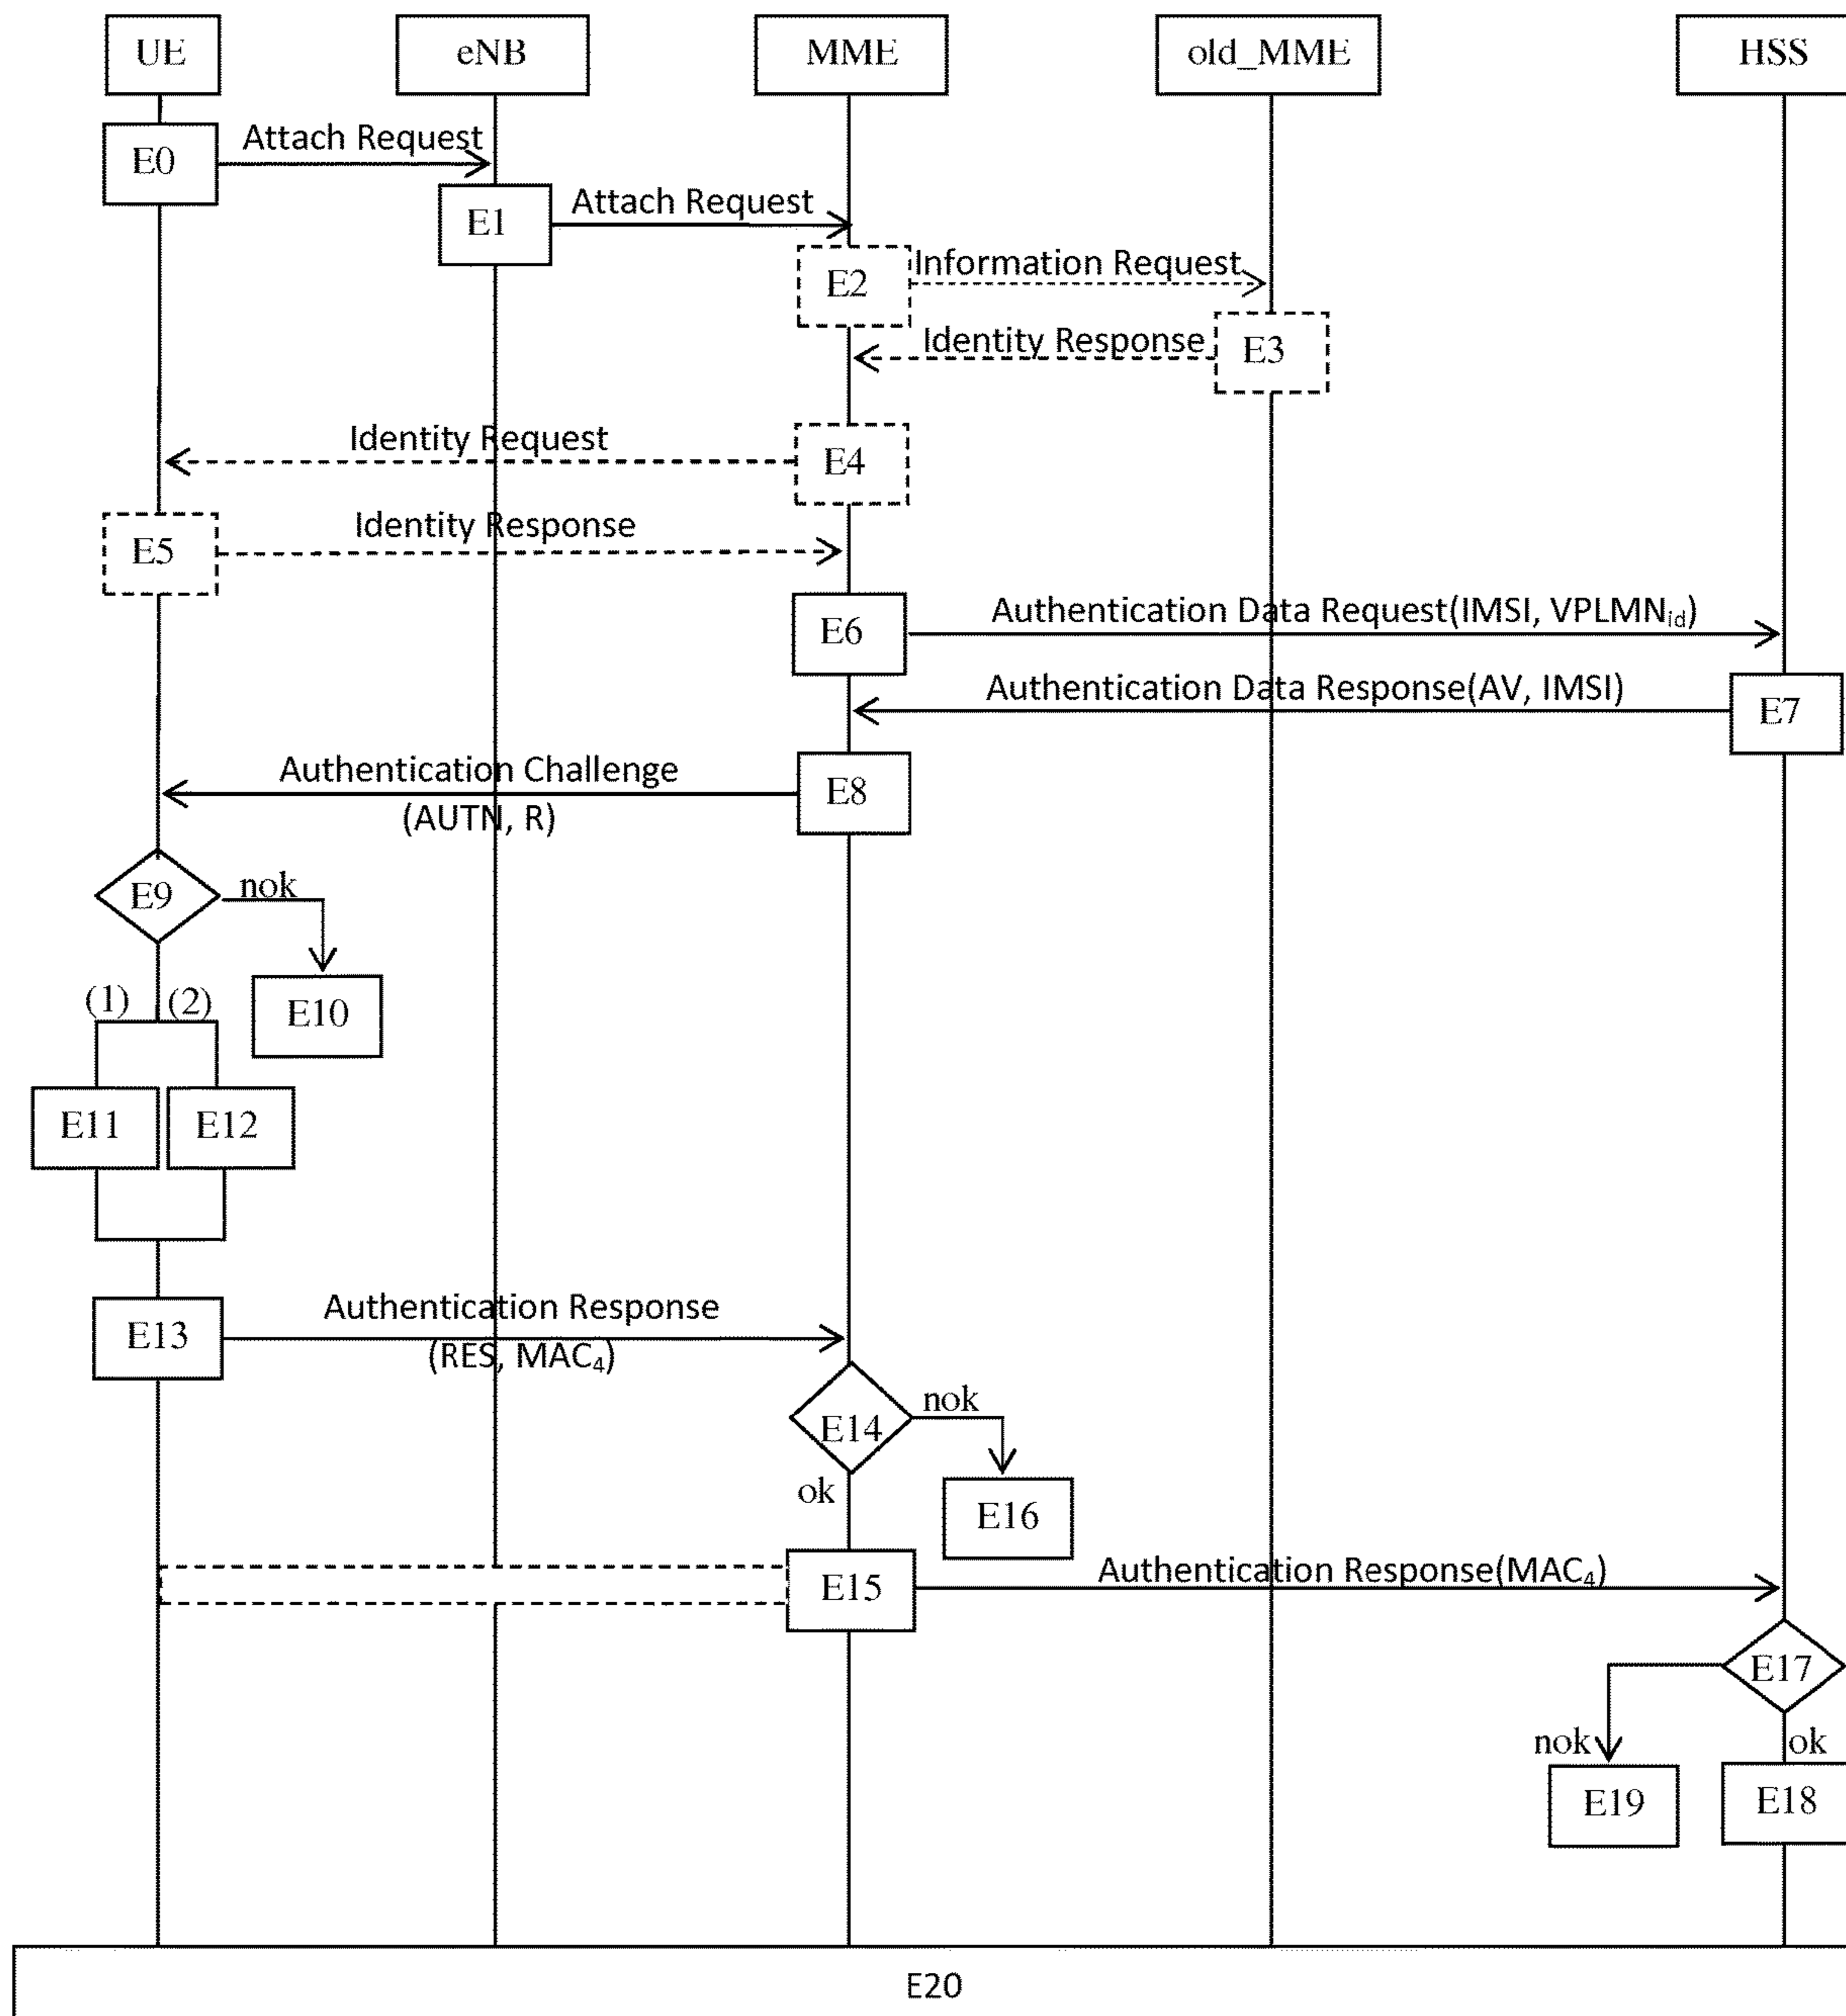 UE
eNB
MME
old_MME
HSS
E0
Attach Request
E1
Attach Request
E2
Information Request
Identity Response
E3
Identity Request
E4
E5
Identity Response
E6
Authentication Data Request(IMSI, VPLMNid)
Authentication Data Response(AV, IMSI)
E7
Authentication Challenge
(AUTN, R)
E8
E9
nok
(1)
(2)
E10
E11
E12
E13
Authentication Response
(RES, MAC4)
E14
nok
ok
E16
E15
Authentication Response(MAC4)
E17
nok
ok
E19
E18
E20